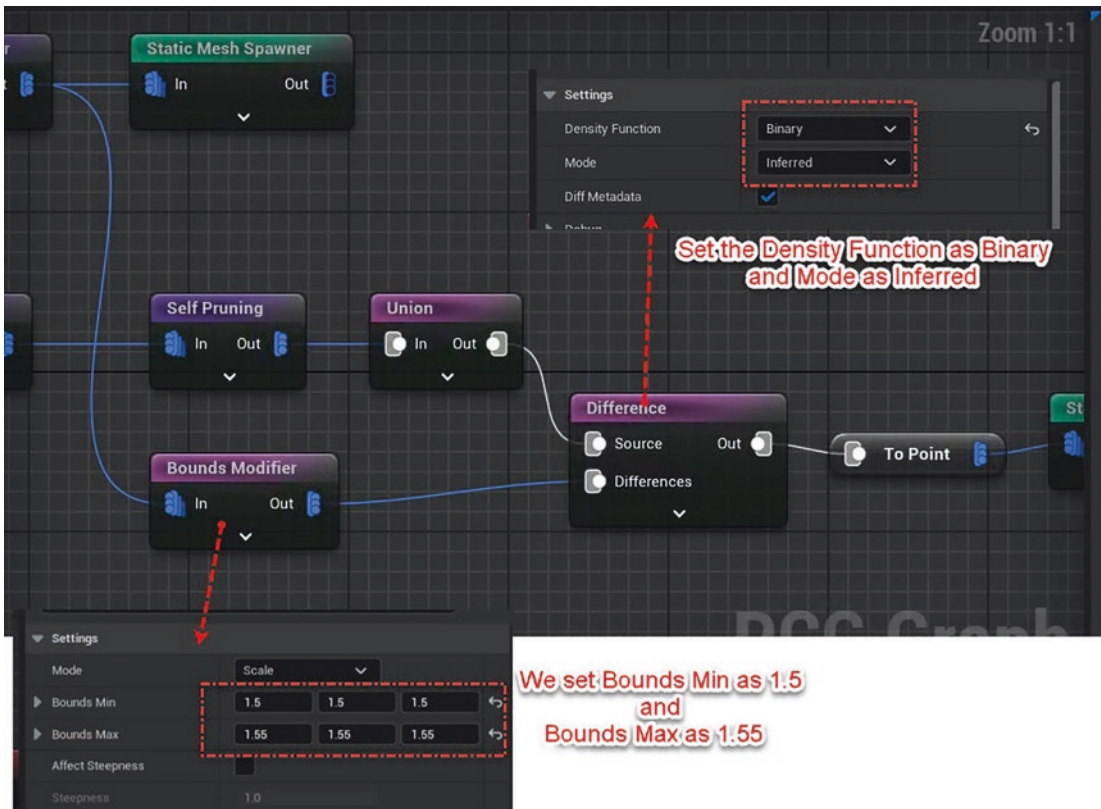 Zoom 1:1
Static Mesh Spawner
In Out
Settings
Density Function Binary
Mode Inferred
Diff Metadata
Debug
Set the Density Function as Binary
and Mode as Inferred
Self Pruning
In Out
Union
In Out
Difference
Source Out
Differences
To Point
St
Bounds Modifier
In Out
PCG Graph
Settings
Mode Scale
Bounds Min 1.5 1.5 1.5
Bounds Max 1.55 1.55 1.55
Affect Steepness
Steepness 1.0
We set Bounds Min as 1.5
and
Bounds Max as 1.55